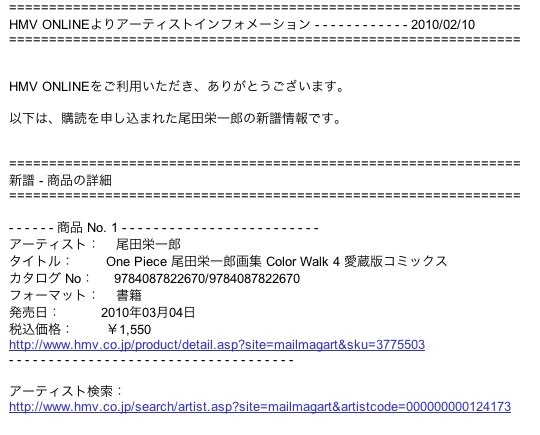 ================================================================
HMV ONLINEよりアーティストインフォメーション - - - - - - - - - - - - 2010/02/10
================================================================
HMV ONLINEをご利用いただき、ありがとうございます。
以下は、購読を申し込まれた尾田栄一郎の新譜情報です。
================================================================
新譜 - 商品の詳細
================================================================
- - - - - - 商品 No. 1 - - - - - - - - - - - - - - - - - - - - - - - - -
アーティスト： 尾田栄一郎
タイトル： One Piece 尾田栄一郎画集 Color Walk 4 愛蔵版コミックス
カタログ No： 9784087822670/9784087822670
フォーマット： 書籍
発売日： 2010年03月04日
税込価格： ￥1,550
http://www.hmv.co.jp/product/detail.asp?site=mailmagart&sku=3775503
- - - - - - - - - - - - - - - - - - - - - - - - - - - - - - - - - - - -
アーティスト検索：
http://www.hmv.co.jp/search/artist.asp?site=mailmagart&artistcode=000000000124173